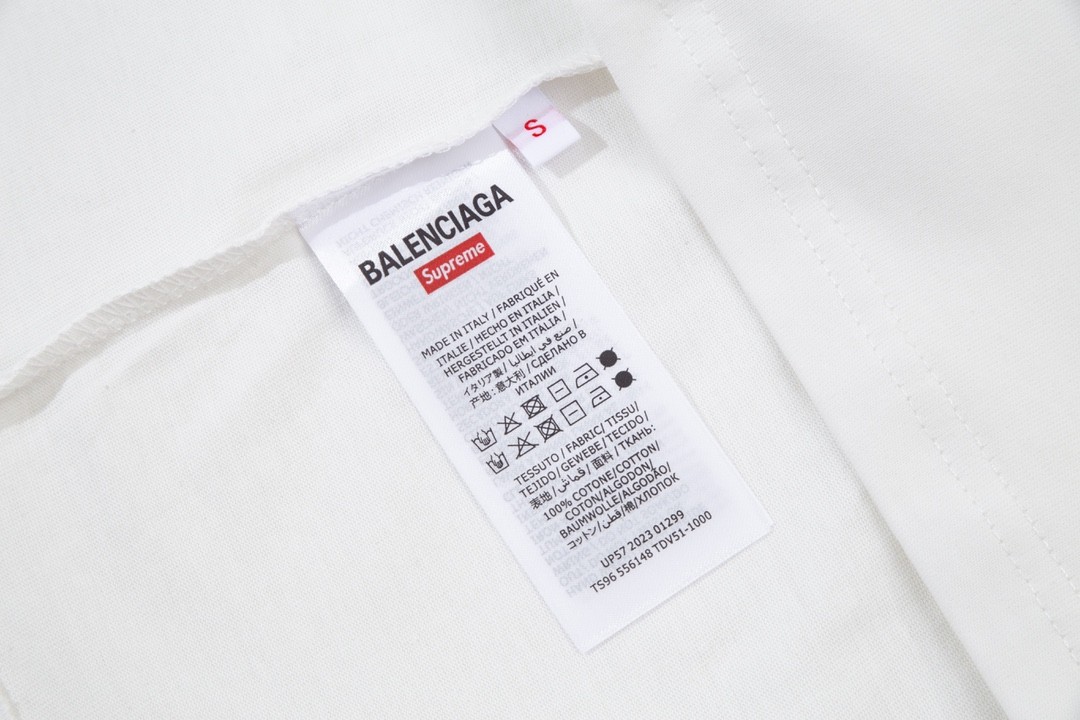 S
BALENCIAGA
Supreme
MADE IN ITALY / FABRIQUÉ EN
ITALIE / HECHO EN ITALIA /
HERGESTELLT IN ITALIEN /
FABRICADO EM ITALIA /
イタリア製 / صنع في ايطاليا /
产地 : 意大利 / СДЕЛАНО В
ИТАЛИИ
TESSUTO / FABRIC/ TISSU/
TEJIDO / GEWEBE / TECIDO /
表地 / قماش / 面料 / ТКАНЬ:
100% COTONE/COTTON/
COTON/ALGODON/
BAUMWOLLE/ALGODÃO/
コットン/قطن/棉/ХЛОПОК
UP57 2023 01299
TS96 556148 TDV51-1000